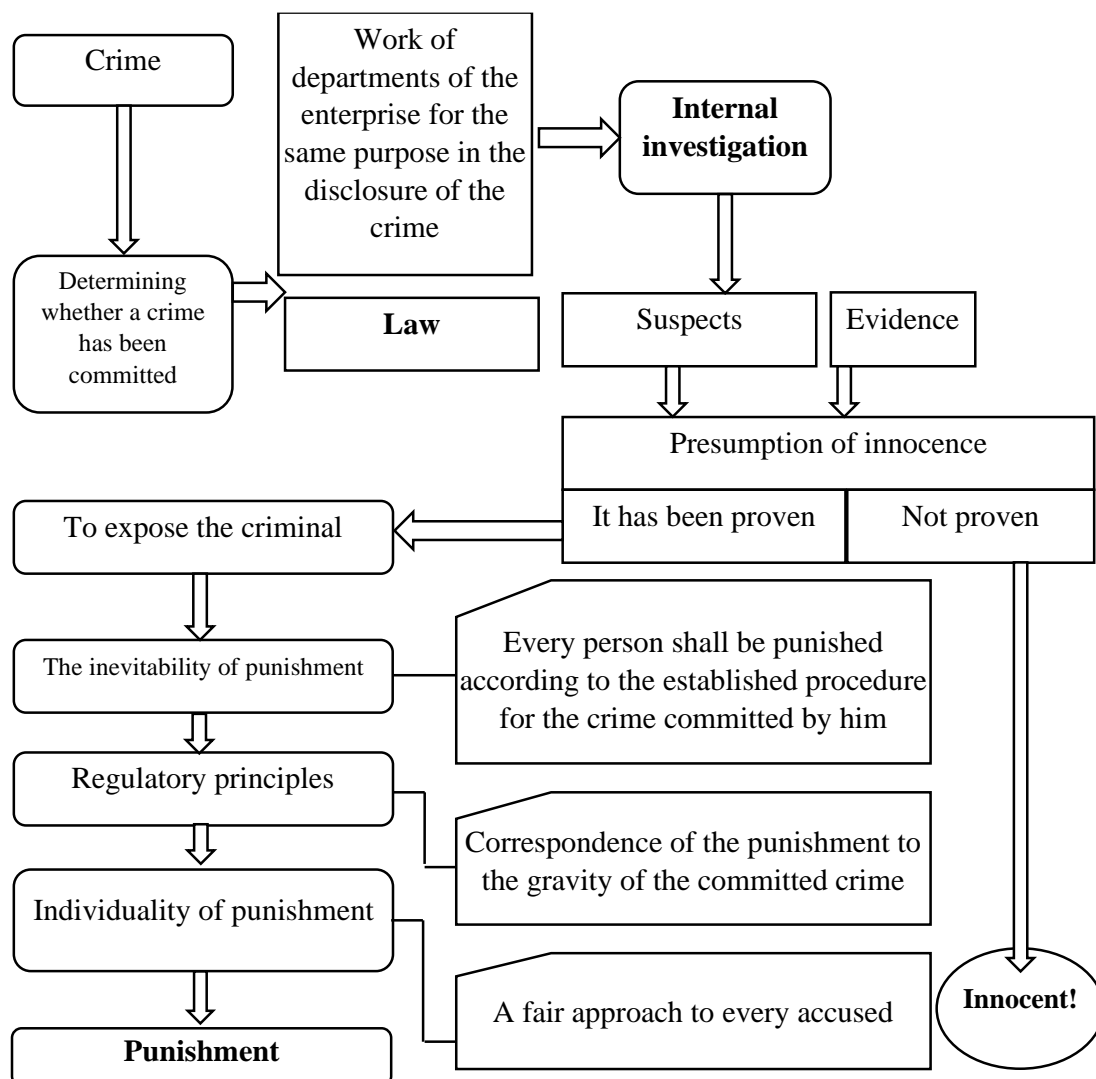 Crime
Work of
departments of the
enterprise for the
same purpose in the
disclosure of the
crime
Internal
investigation
Determining
whether a crime
has been
committed
Law
Suspects
Evidence
Presumption of innocence
It has been proven
Not proven
To expose the criminal
The inevitability of punishment
Every person shall be punished
according to the established procedure
for the crime committed by him
Regulatory principles
Correspondence of the punishment to
the gravity of the committed crime
Individuality of punishment
A fair approach to every accused
Innocent!
Punishment